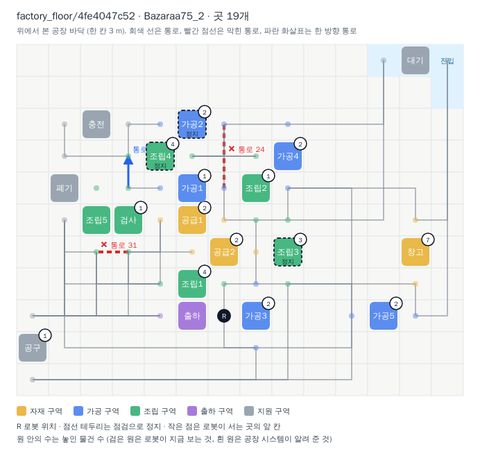 factory_floor/4fe4047c52 · Bazaraa75_2 · 곳 19개
위에서 본 공장 바닥 (한 칸 3 m). 회색 선은 통로, 빨간 점선은 막힌 통로, 파란 화살표는 한 방향 통로
대기
전립
충전
2
가공2
정지
통로
4
조립4
정지
✖ 통로 24
2
가공4
폐기
1
가공1
1
조립2
조립5
1
검사
2
공급1
✖ 통로 31
2
공급2
3
조립3
정지
7
창고
4
조립1
출하
R
2
가공3
2
가공5
1
공구
자재 구역
가공 구역
조립 구역
출하 구역
지원 구역
R 로봇 위치 · 점선 테두리는 점검으로 정지 · 작은 점은 로봇이 서는 곳의 앞 칸
원 안의 수는 놓인 물건 수 (검은 원은 로봇이 지금 보는 것, 흰 원은 공장 시스템이 알려 준 것)